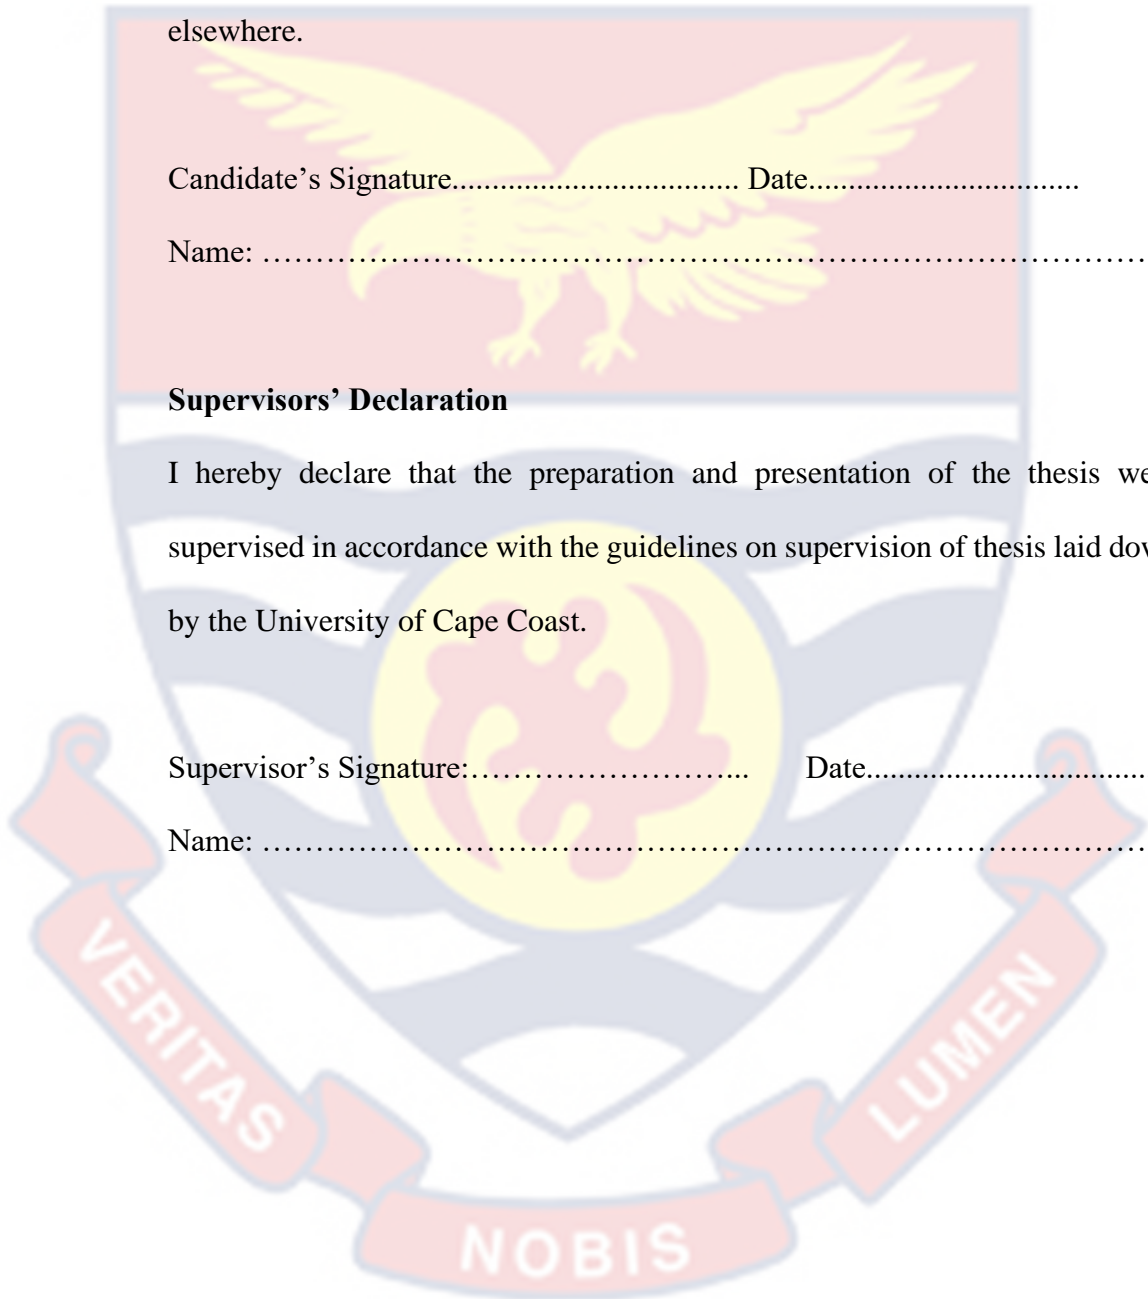 elsewhere.
Candidate’s Signature.................................... Date..................................
Name: ……………………………………………………………………………
Supervisors’ Declaration
I hereby declare that the preparation and presentation of the thesis we
supervised in accordance with the guidelines on supervision of thesis laid dow
by the University of Cape Coast.
Supervisor’s Signature:……………………... Date...................................
Name: ……………………………………………………………………………
VERITAS
NOBIS
LUMEN